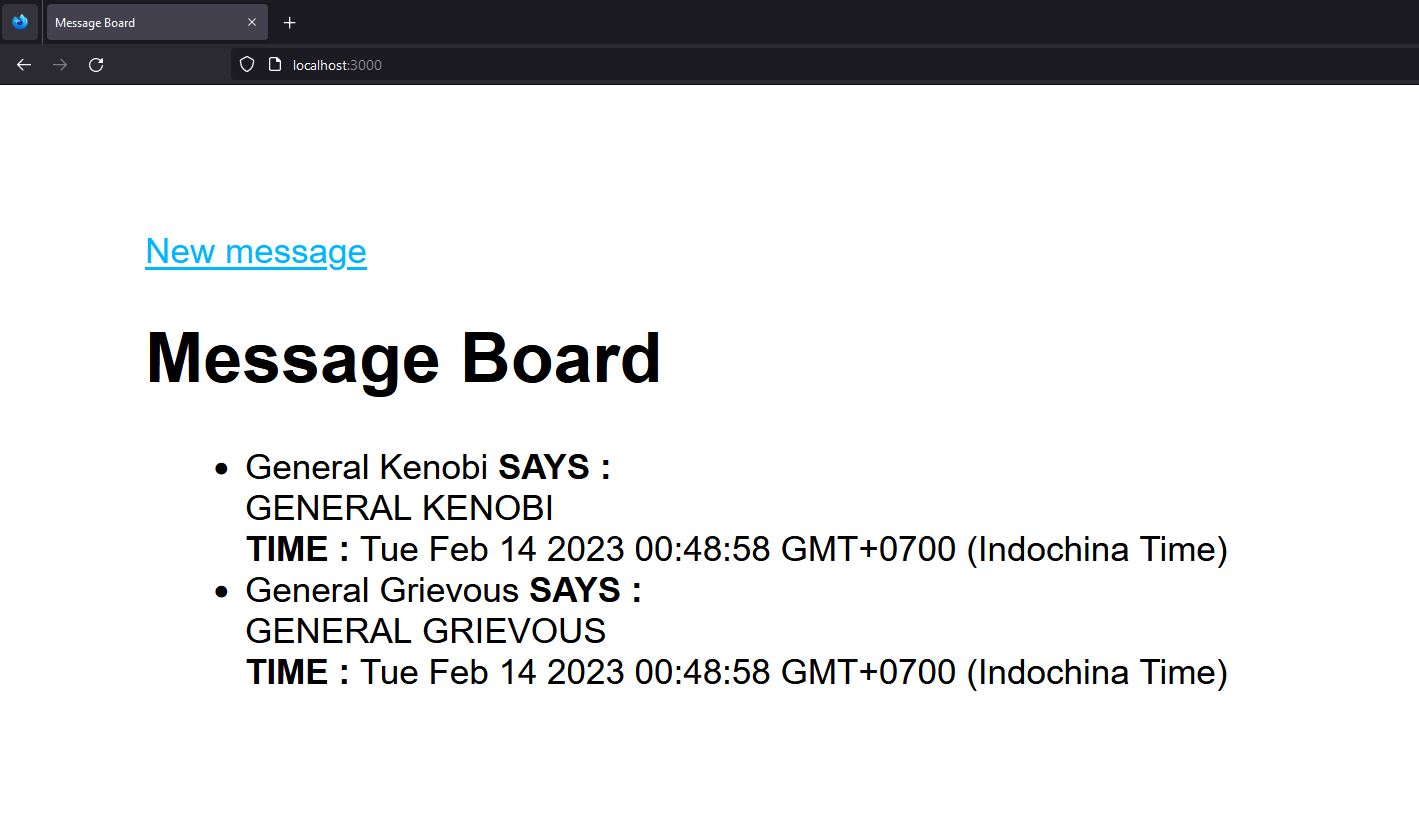 Message Board
localhost:3000
New message
Message Board
General Kenobi SAYS :
GENERAL KENOBI
TIME : Tue Feb 14 2023 00:48:58 GMT+0700 (Indochina Time)
General Grievous SAYS :
GENERAL GRIEVOUS
TIME : Tue Feb 14 2023 00:48:58 GMT+0700 (Indochina Time)